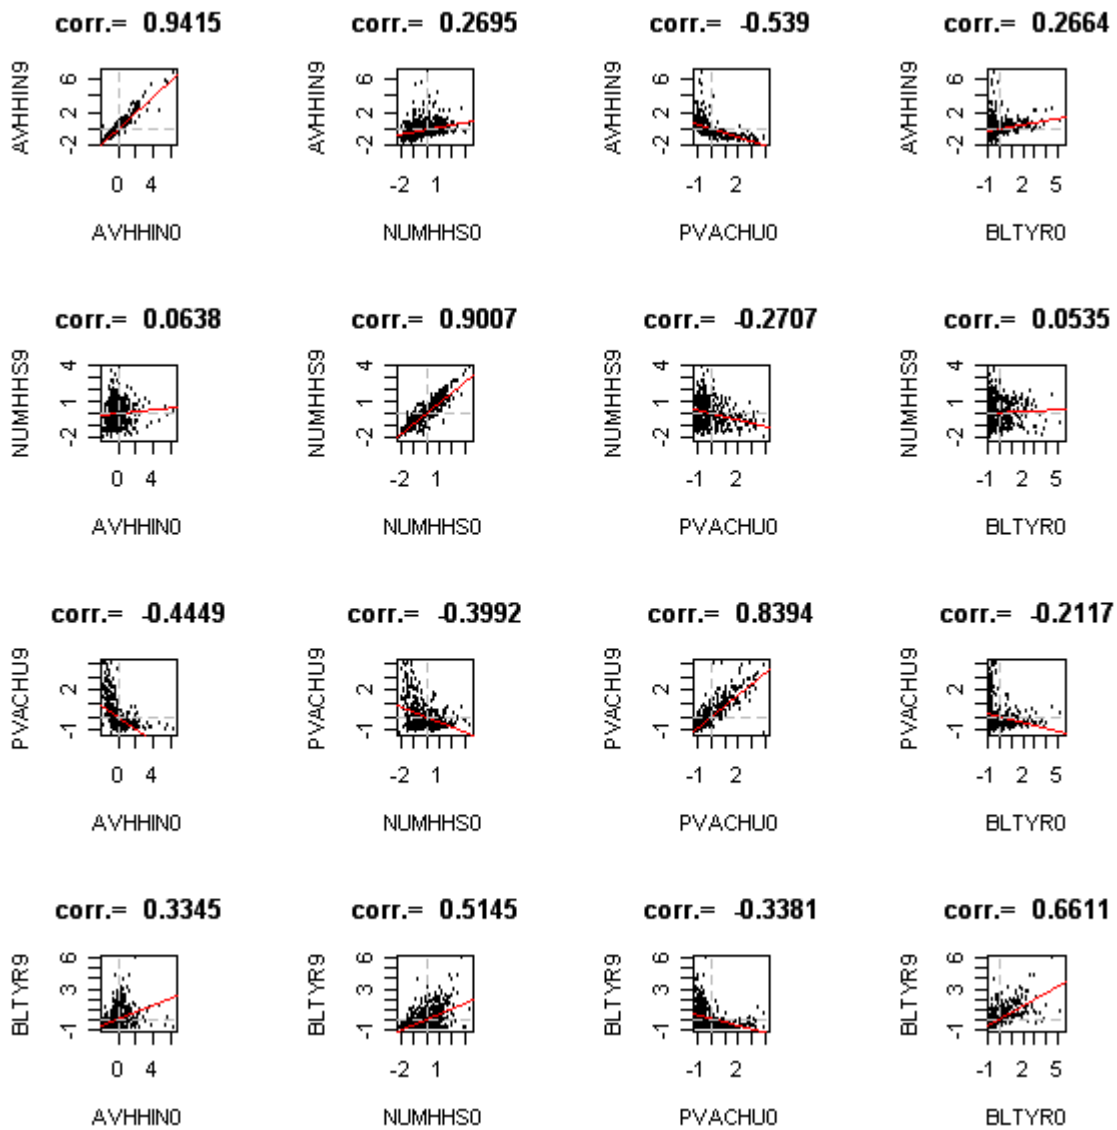 corr.= 0.9415 corr.= 0.2695 corr.= -0.539 corr.= 0.2664
AVHHIN9 AVHHIN9 AVHHIN9 AVHHIN9
6 6 6 6
2 2 2 2
-2 -2 -2 -2
0 4 -2 1 -1 2 -1 2 5
AVHHIN0 NUMHHS0 PVACHU0 BLTYR0
corr.= 0.0638 corr.= 0.9007 corr.= -0.2707 corr.= 0.0535
NUMHHS9 NUMHHS9 NUMHHS9 NUMHHS9
4 4 4 4
1 1 1 1
-2 -2 -2 -2
0 4 -2 1 -1 2 -1 2 5
AVHHIN0 NUMHHS0 PVACHU0 BLTYR0
corr.= -0.4449 corr.= -0.3992 corr.= 0.8394 corr.= -0.2117
PVACHU9 PVACHU9 PVACHU9 PVACHU9
2 2 2 2
-1 -1 -1 -1
0 4 -2 1 -1 2 -1 2 5
AVHHIN0 NUMHHS0 PVACHU0 BLTYR0
corr.= 0.3345 corr.= 0.5145 corr.= -0.3381 corr.= 0.6611
BLTYR9 BLTYR9 BLTYR9 BLTYR9
6 6 6 6
3 3 3 3
-1 -1 -1 -1
0 4 -2 1 -1 2 -1 2 5
AVHHIN0 NUMHHS0 PVACHU0 BLTYR0